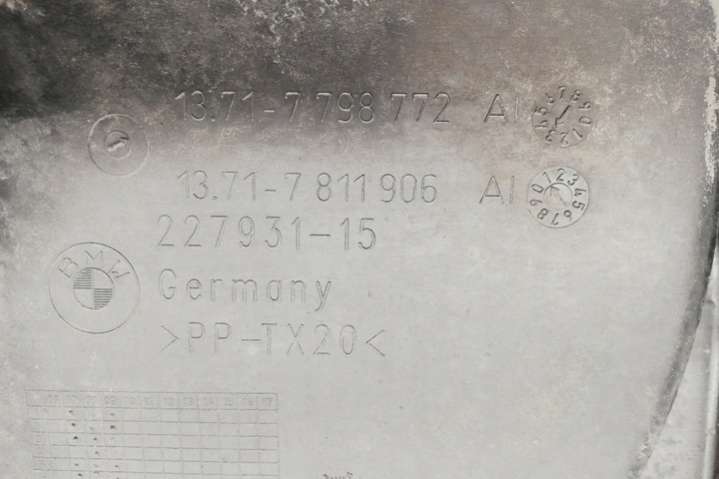 13.71-7 798 772 AI
13.71-7 811 906 AI
227931-15
BMW
Germany
>PP-TX20<